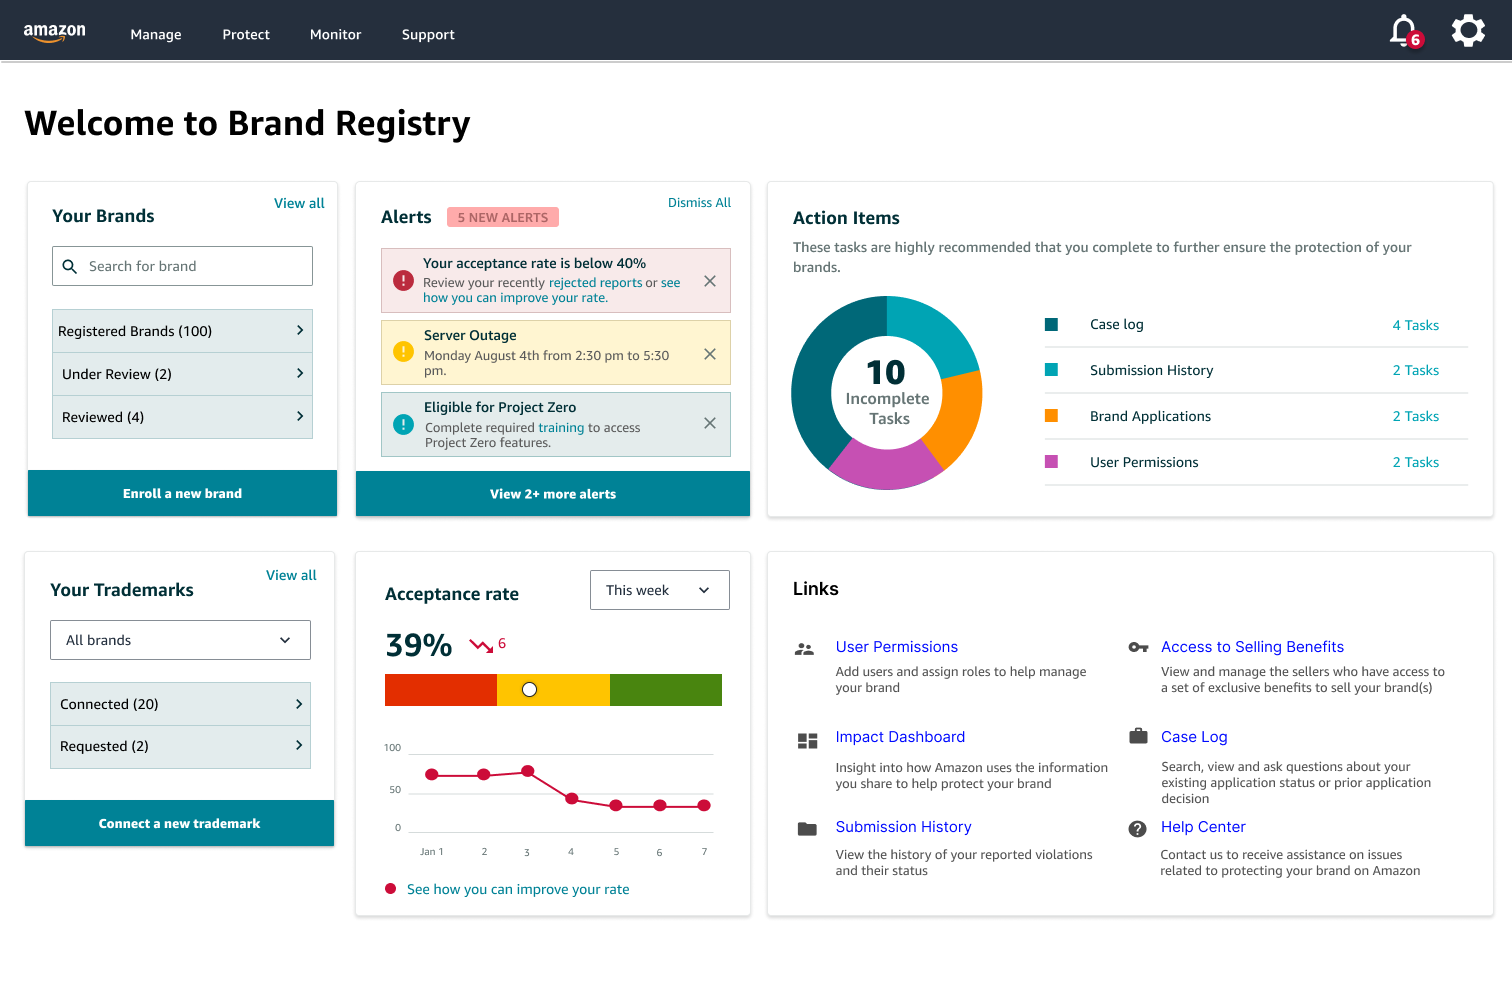 amazon
Manage
Protect
Monitor
Support
6
Welcome to Brand Registry
Your Brands
View all
Search for brand
Registered Brands (100)
Under Review (2)
Reviewed (4)
Enroll a new brand
Alerts
5 NEW ALERTS
Dismiss All
Your acceptance rate is below 40%
Review your recently rejected reports or see
how you can improve your rate.
Server Outage
Monday August 4th from 2:30 pm to 5:30
pm.
Eligible for Project Zero
Complete required training to access
Project Zero features.
View 2+ more alerts
Action Items
These tasks are highly recommended that you complete to further ensure the protection of your
brands.
10
Incomplete
Tasks
Case log
4 Tasks
Submission History
2 Tasks
Brand Applications
2 Tasks
User Permissions
2 Tasks
Your Trademarks
View all
All brands
Connected (20)
Requested (2)
Connect a new trademark
Acceptance rate
This week
39%
6
100
50
0
Jan 1
2
3
4
5
6
7
See how you can improve your rate
Links
User Permissions
Add users and assign roles to help manage
your brand
Access to Selling Benefits
View and manage the sellers who have access to
a set of exclusive benefits to sell your brand(s)
Impact Dashboard
Insight into how Amazon uses the information
you share to help protect your brand
Case Log
Search, view and ask questions about your
existing application status or prior application
decision
Submission History
View the history of your reported violations
and their status
Help Center
Contact us to receive assistance on issues
related to protecting your brand on Amazon